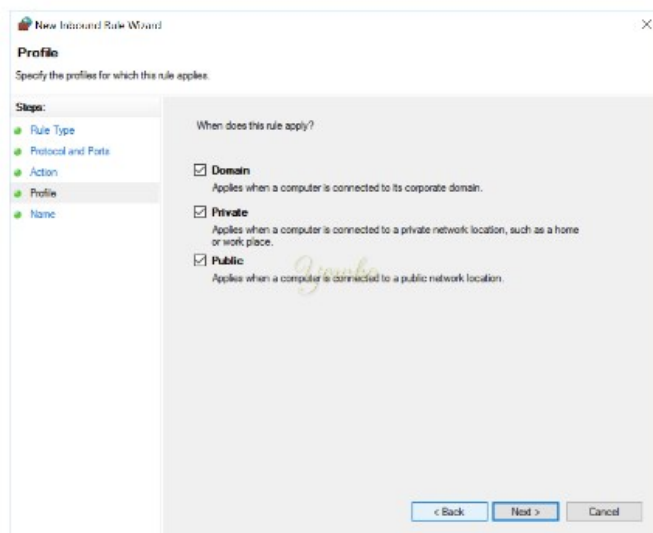 New Inbound Rule Wizard
Profile
Specify the profiles for which this rule applies.
Steps:
Rule Type
Protocol and Ports
Action
Profile
Name
When does this rule apply?
Domain
Applies when a computer is connected to its corporate domain.
Private
Applies when a computer is connected to a private network location, such as a home
or work place.
Public
Applies when a computer is connected to a public network location.
< Back
Next >
Cancel